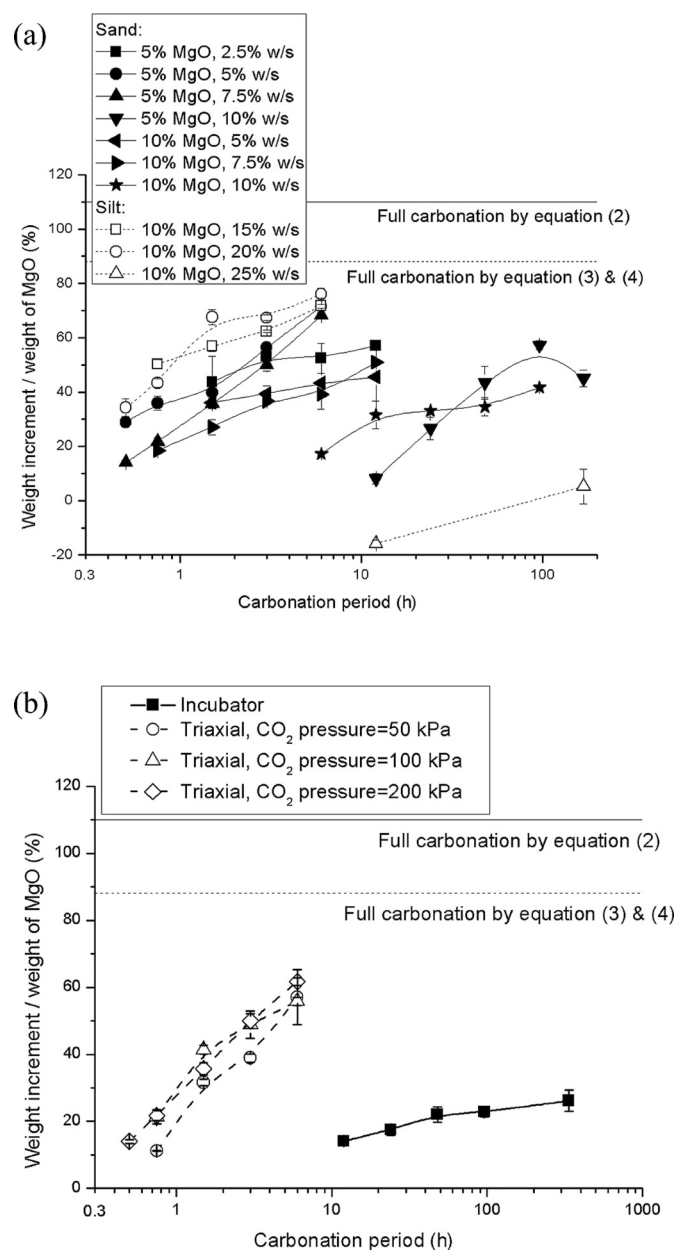 (a)
Sand:
5% MgO, 2.5% w/s
5% MgO, 5% w/s
5% MgO, 7.5% w/s
5% MgO, 10% w/s
10% MgO, 5% w/s
10% MgO, 7.5% w/s
10% MgO, 10% w/s
Silt:
10% MgO, 15% w/s
10% MgO, 20% w/s
10% MgO, 25% w/s
Weight increment / weight of MgO (%)
120
100
80
60
40
20
0
-20
Full carbonation by equation (2)
Full carbonation by equation (3) & (4)
0.3 1 10 100
Carbonation period (h)
(b)
Incubator
Triaxial, CO₂ pressure=50 kPa
Triaxial, CO₂ pressure=100 kPa
Triaxial, CO₂ pressure=200 kPa
Weight increment / weight of MgO (%)
120
100
80
60
40
20
0
Full carbonation by equation (2)
Full carbonation by equation (3) & (4)
0.3 1 10 100 1000
Carbonation period (h)